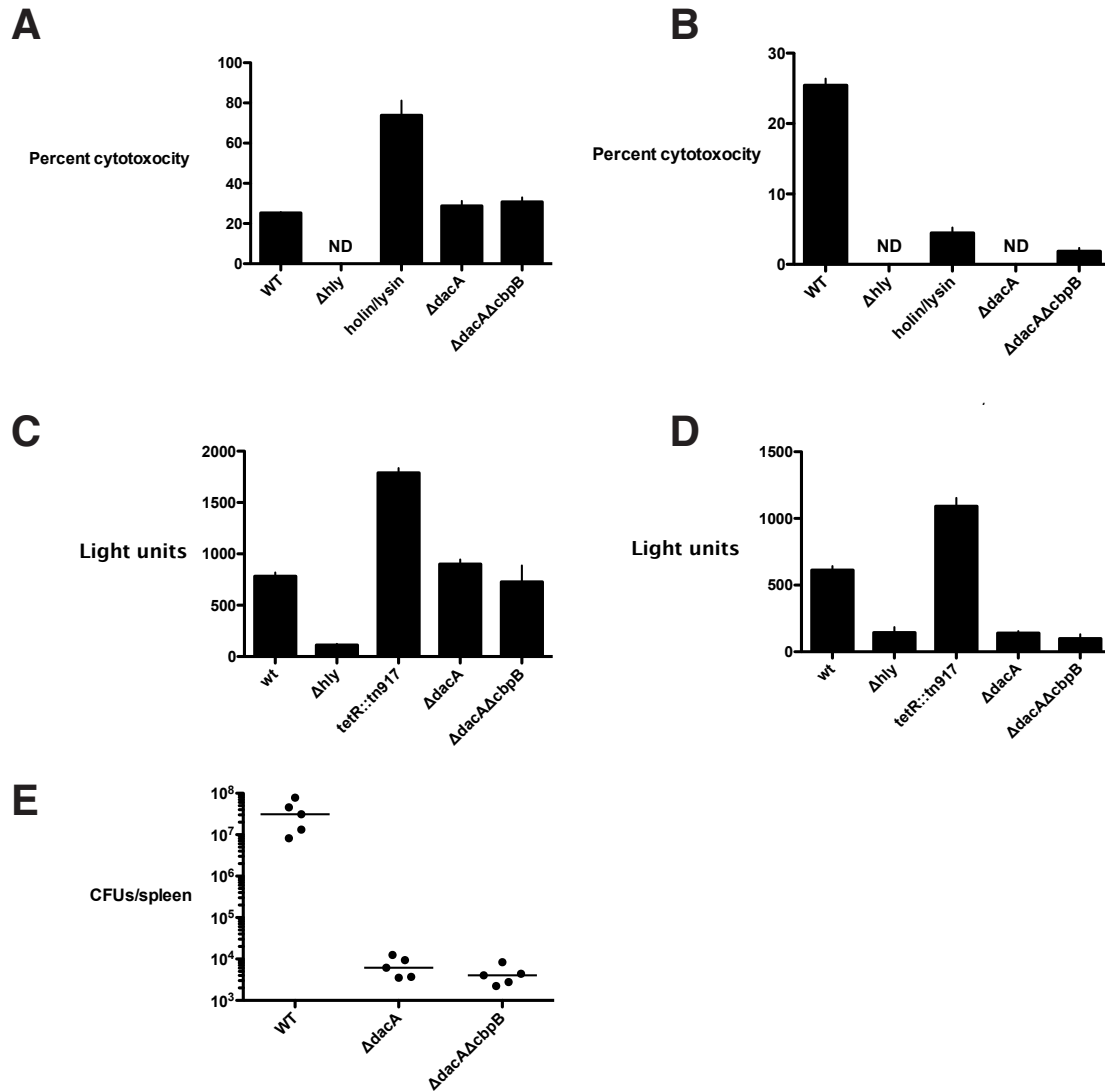 A
100
80
60
40
20
0
Percent cytotoxocity
ND
WT
Δhly
holin/lysin
ΔdacA
ΔdacAΔcbpB
B
30
20
10
0
Percent cytotoxocity
ND
ND
WT
Δhly
holin/lysin
ΔdacA
ΔdacAΔcbpB
C
2000
1500
1000
500
0
Light units
wt
Δhly
tetR::tn917
ΔdacA
ΔdacAΔcbpB
D
1500
1000
500
0
Light units
wt
Δhly
tetR::tn917
ΔdacA
ΔdacAΔcbpB
E
10⁸
10⁷
10⁶
10⁵
10⁴
10³
CFUs/spleen
WT
ΔdacA
ΔdacAΔcbpB